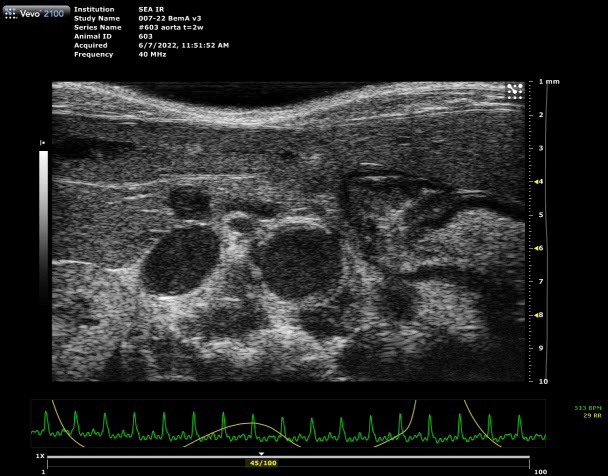 Vevo 2100
Institution SEA IR
Study Name 007-22 BemA v3
Series Name #603 aorta t=2w
Animal ID 603
Acquired 6/7/2022, 11:51:52 AM
Frequency 40 MHz
1 mm
2
3
4
5
6
7
8
9
10
513 BPM
29 RR
1X
45/100
1
100